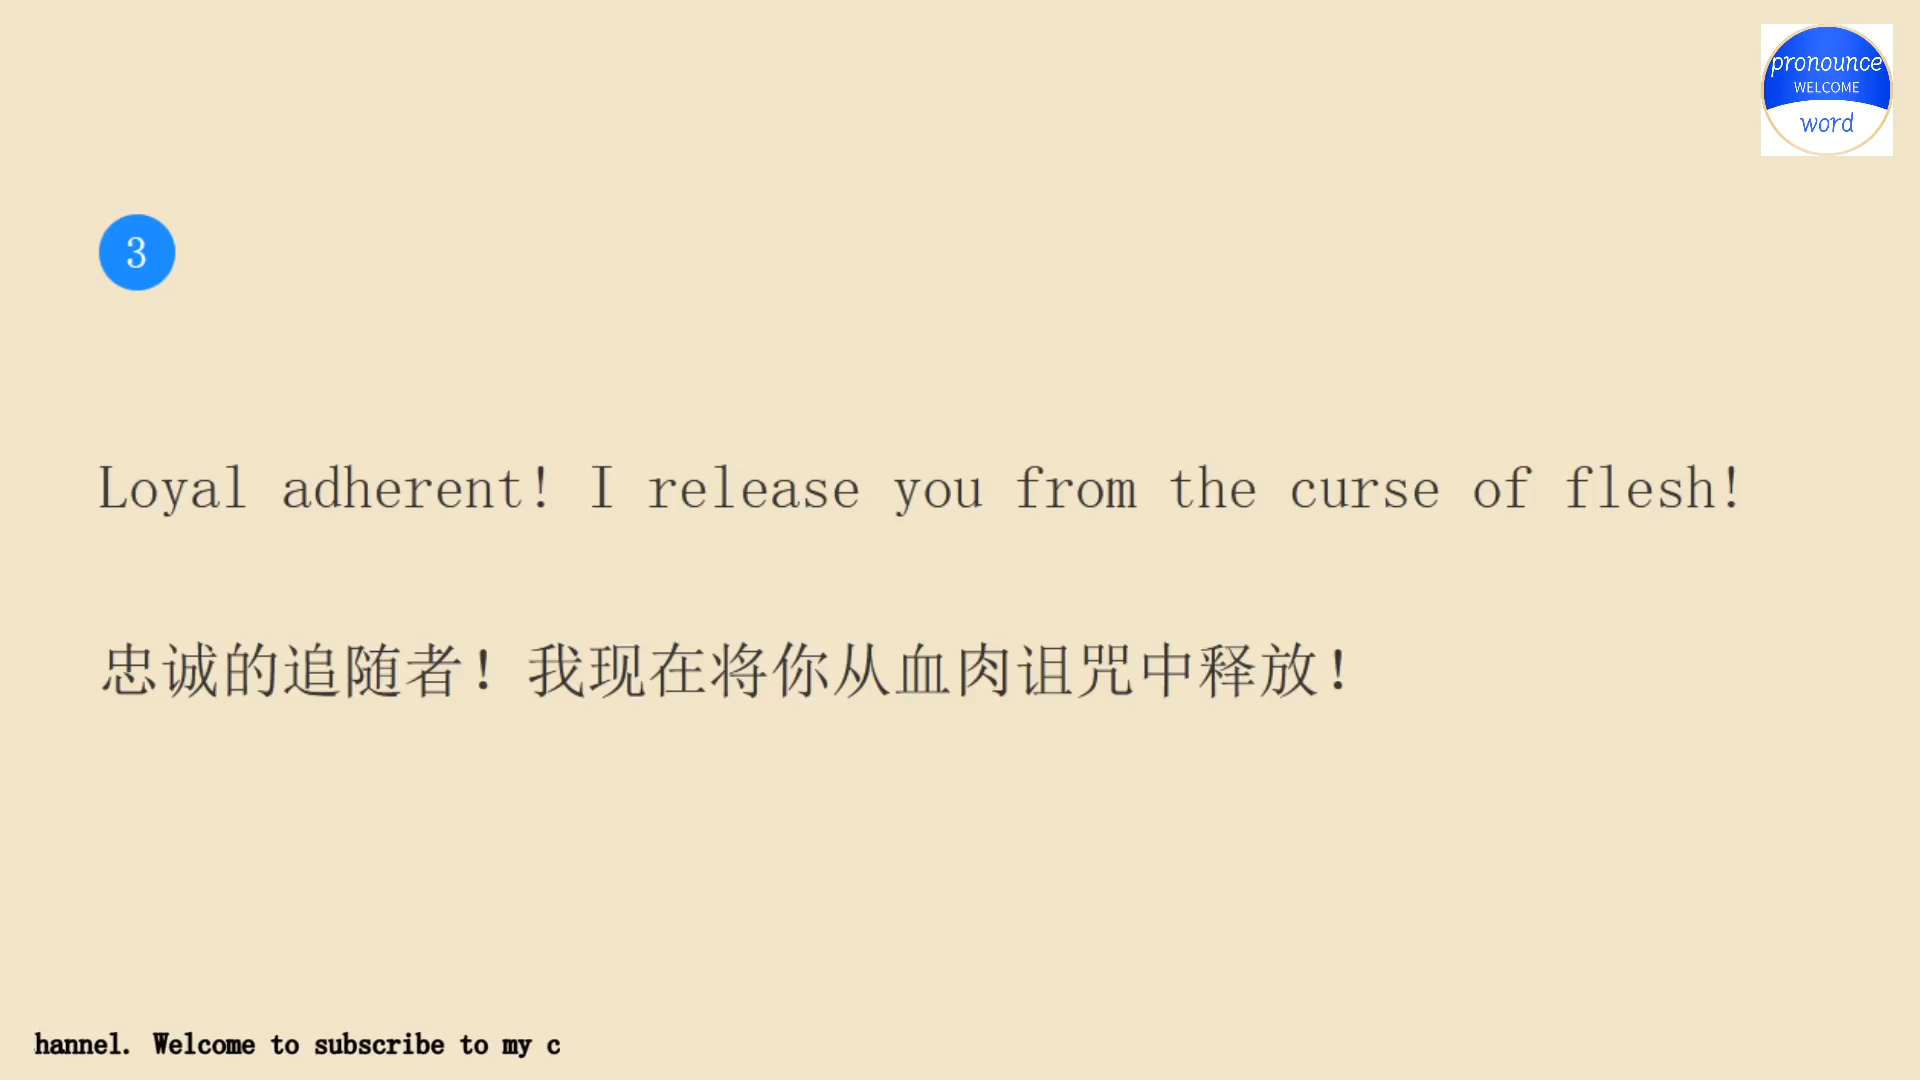 pronounce
WELCOME
word
3
Loyal adherent! I release you from the curse of flesh!
忠诚的追随者！我现在将你从血肉诅咒中释放！
hannel. Welcome to subscribe to my c